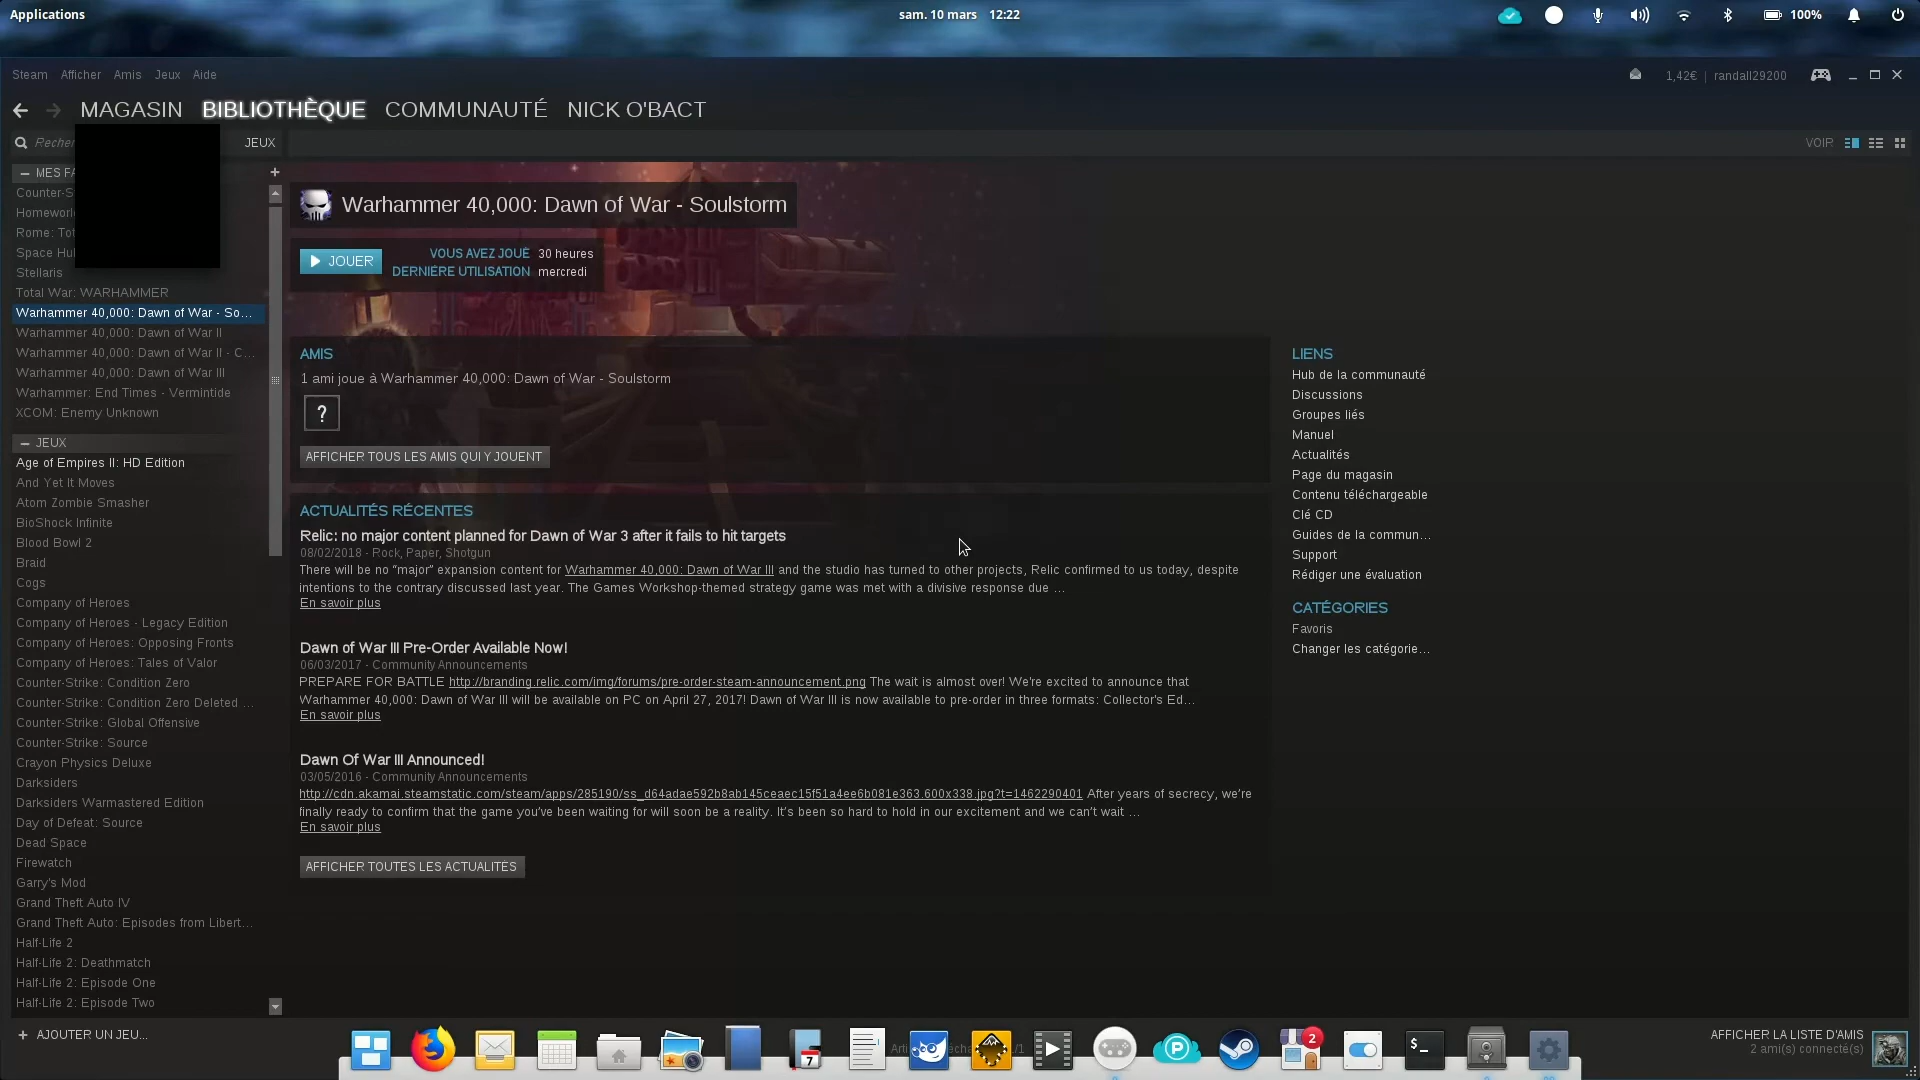 Applications
sam. 10 mars 12:22
100%
Steam Afficher Amis Jeux Aide
1,42€ | randall29200
MAGASIN BIBLIOTHÈQUE COMMUNAUTÉ NICK O'BACT
JEUX
VOIR
MES
Stellaris
Total War: WARHAMMER
Warhammer 40,000: Dawn of War - So...
Warhammer 40,000: Dawn of War II
Warhammer 40,000: Dawn of War II - C...
Warhammer 40,000: Dawn of War III
Warhammer: End Times - Vermintide
XCOM: Enemy Unknown
JEUX
Age of Empires II: HD Edition
And Yet It Moves
Atom Zombie Smasher
BioShock Infinite
Blood Bowl 2
Braid
Cogs
Company of Heroes
Company of Heroes - Legacy Edition
Company of Heroes: Opposing Fronts
Company of Heroes: Tales of Valor
Counter-Strike: Condition Zero
Counter-Strike: Condition Zero Deleted ...
Counter-Strike: Global Offensive
Counter-Strike: Source
Crayon Physics Deluxe
Darksiders
Darksiders Warmastered Edition
Day of Defeat: Source
Dead Space
Firewatch
Garry's Mod
Grand Theft Auto IV
Grand Theft Auto: Episodes from Libert...
Half-Life 2
Half-Life 2: Deathmatch
Half-Life 2: Episode One
Half-Life 2: Episode Two
+ AJOUTER UN JEU...
Warhammer 40,000: Dawn of War - Soulstorm
JOUER
VOUS AVEZ JOUÉ 30 heures
DERNIÈRE UTILISATION mercredi
AMIS
1 ami joue à Warhammer 40,000: Dawn of War - Soulstorm
?
AFFICHER TOUS LES AMIS QUI Y JOUENT
ACTUALITÉS RÉCENTES
Relic: no major content planned for Dawn of War 3 after it fails to hit targets
08/02/2018 - Rock, Paper, Shotgun
There will be no “major” expansion content for Warhammer 40,000: Dawn of War III and the studio has turned to other projects, Relic confirmed to us today, despite
intentions to the contrary discussed last year. The Games Workshop-themed strategy game was met with a divisive response due ...
En savoir plus
Dawn of War III Pre-Order Available Now!
06/03/2017 - Community Announcements
PREPARE FOR BATTLE http://branding.relic.com/img/forums/pre-order-steam-announcement.png The wait is almost over! We're excited to announce that
Warhammer 40,000: Dawn of War III will be available on PC on April 27, 2017! Dawn of War III is now available to pre-order in three formats: Collector's Ed...
En savoir plus
Dawn Of War III Announced!
03/05/2016 - Community Announcements
http://cdn.akamai.steamstatic.com/steam/apps/285190/ss_d64adae592b8ab145ceaec15f51a4ee6b081e363.600x338.jpg?t=1462290401 After years of secrecy, we’re
finally ready to confirm that the game you’ve been waiting for will soon be a reality. It’s been so hard to hold in our excitement and we can’t wait ...
En savoir plus
AFFICHER TOUTES LES ACTUALITÉS
LIENS
Hub de la communauté
Discussions
Groupes liés
Manuel
Actualités
Page du magasin
Contenu téléchargeable
Clé CD
Guides de la commun...
Support
Rédiger une évaluation
CATÉGORIES
Favoris
Changer les catégorie...
7
P
2
$_
AFFICHER LA LISTE D'AMIS
2 ami(s) connecté(s)